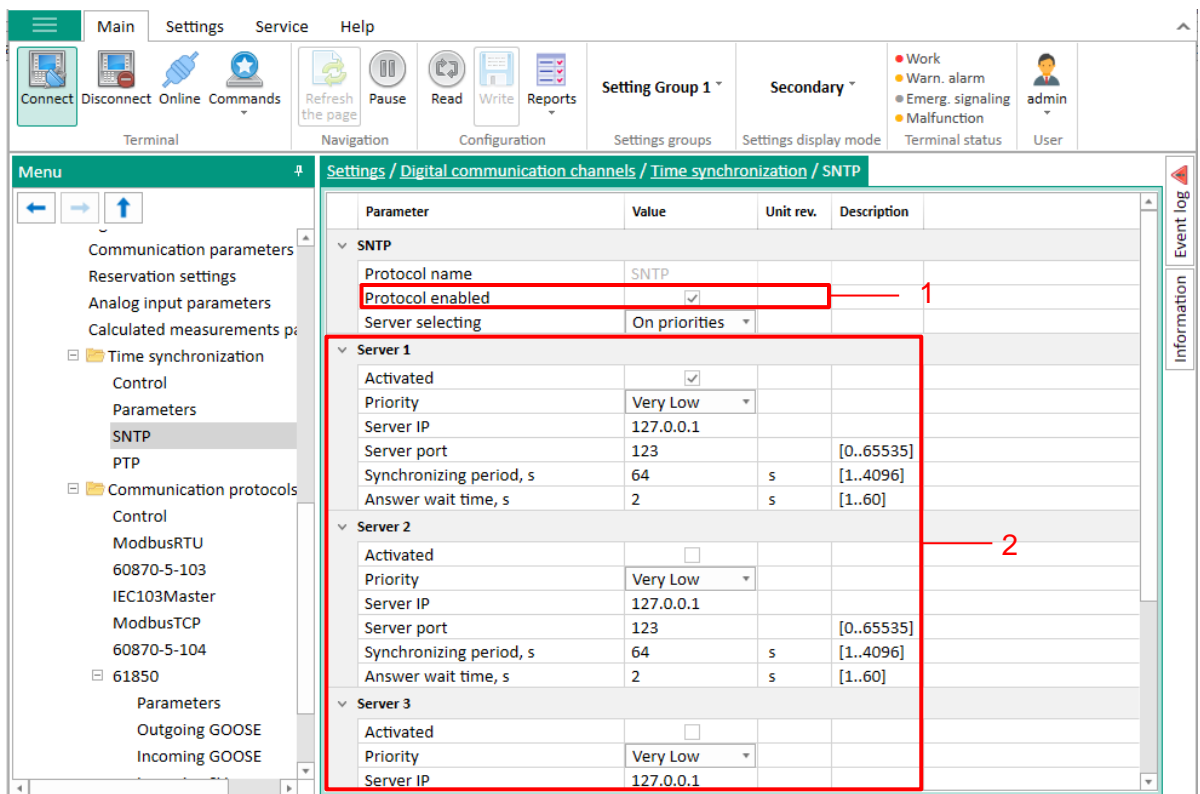 Main Settings Service Help
Connect Disconnect Online Commands Refresh the page Pause Read Write Reports Setting Group 1 Secondary
Work
Warn. alarm
Emerg. signaling
Malfunction
admin
Terminal Navigation Configuration Settings groups Settings display mode Terminal status User
Menu
Communication parameters
Reservation settings
Analog input parameters
Calculated measurements pa
Time synchronization
Control
Parameters
SNTP
PTP
Communication protocols
Control
ModbusRTU
60870-5-103
IEC103Master
ModbusTCP
60870-5-104
61850
Parameters
Outgoing GOOSE
Incoming GOOSE
Settings / Digital communication channels / Time synchronization / SNTP
Parameter Value Unit rev. Description
SNTP
Protocol name SNTP
Protocol enabled 1
Server selecting On priorities
Server 1
Activated
Priority Very Low
Server IP 127.0.0.1
Server port 123 [0..65535]
Synchronizing period, s 64 s [1..4096]
Answer wait time, s 2 s [1..60]
Server 2
2
Activated
Priority Very Low
Server IP 127.0.0.1
Server port 123 [0..65535]
Synchronizing period, s 64 s [1..4096]
Answer wait time, s 2 s [1..60]
Server 3
Activated
Priority Very Low
Server IP 127.0.0.1
Event log
Information